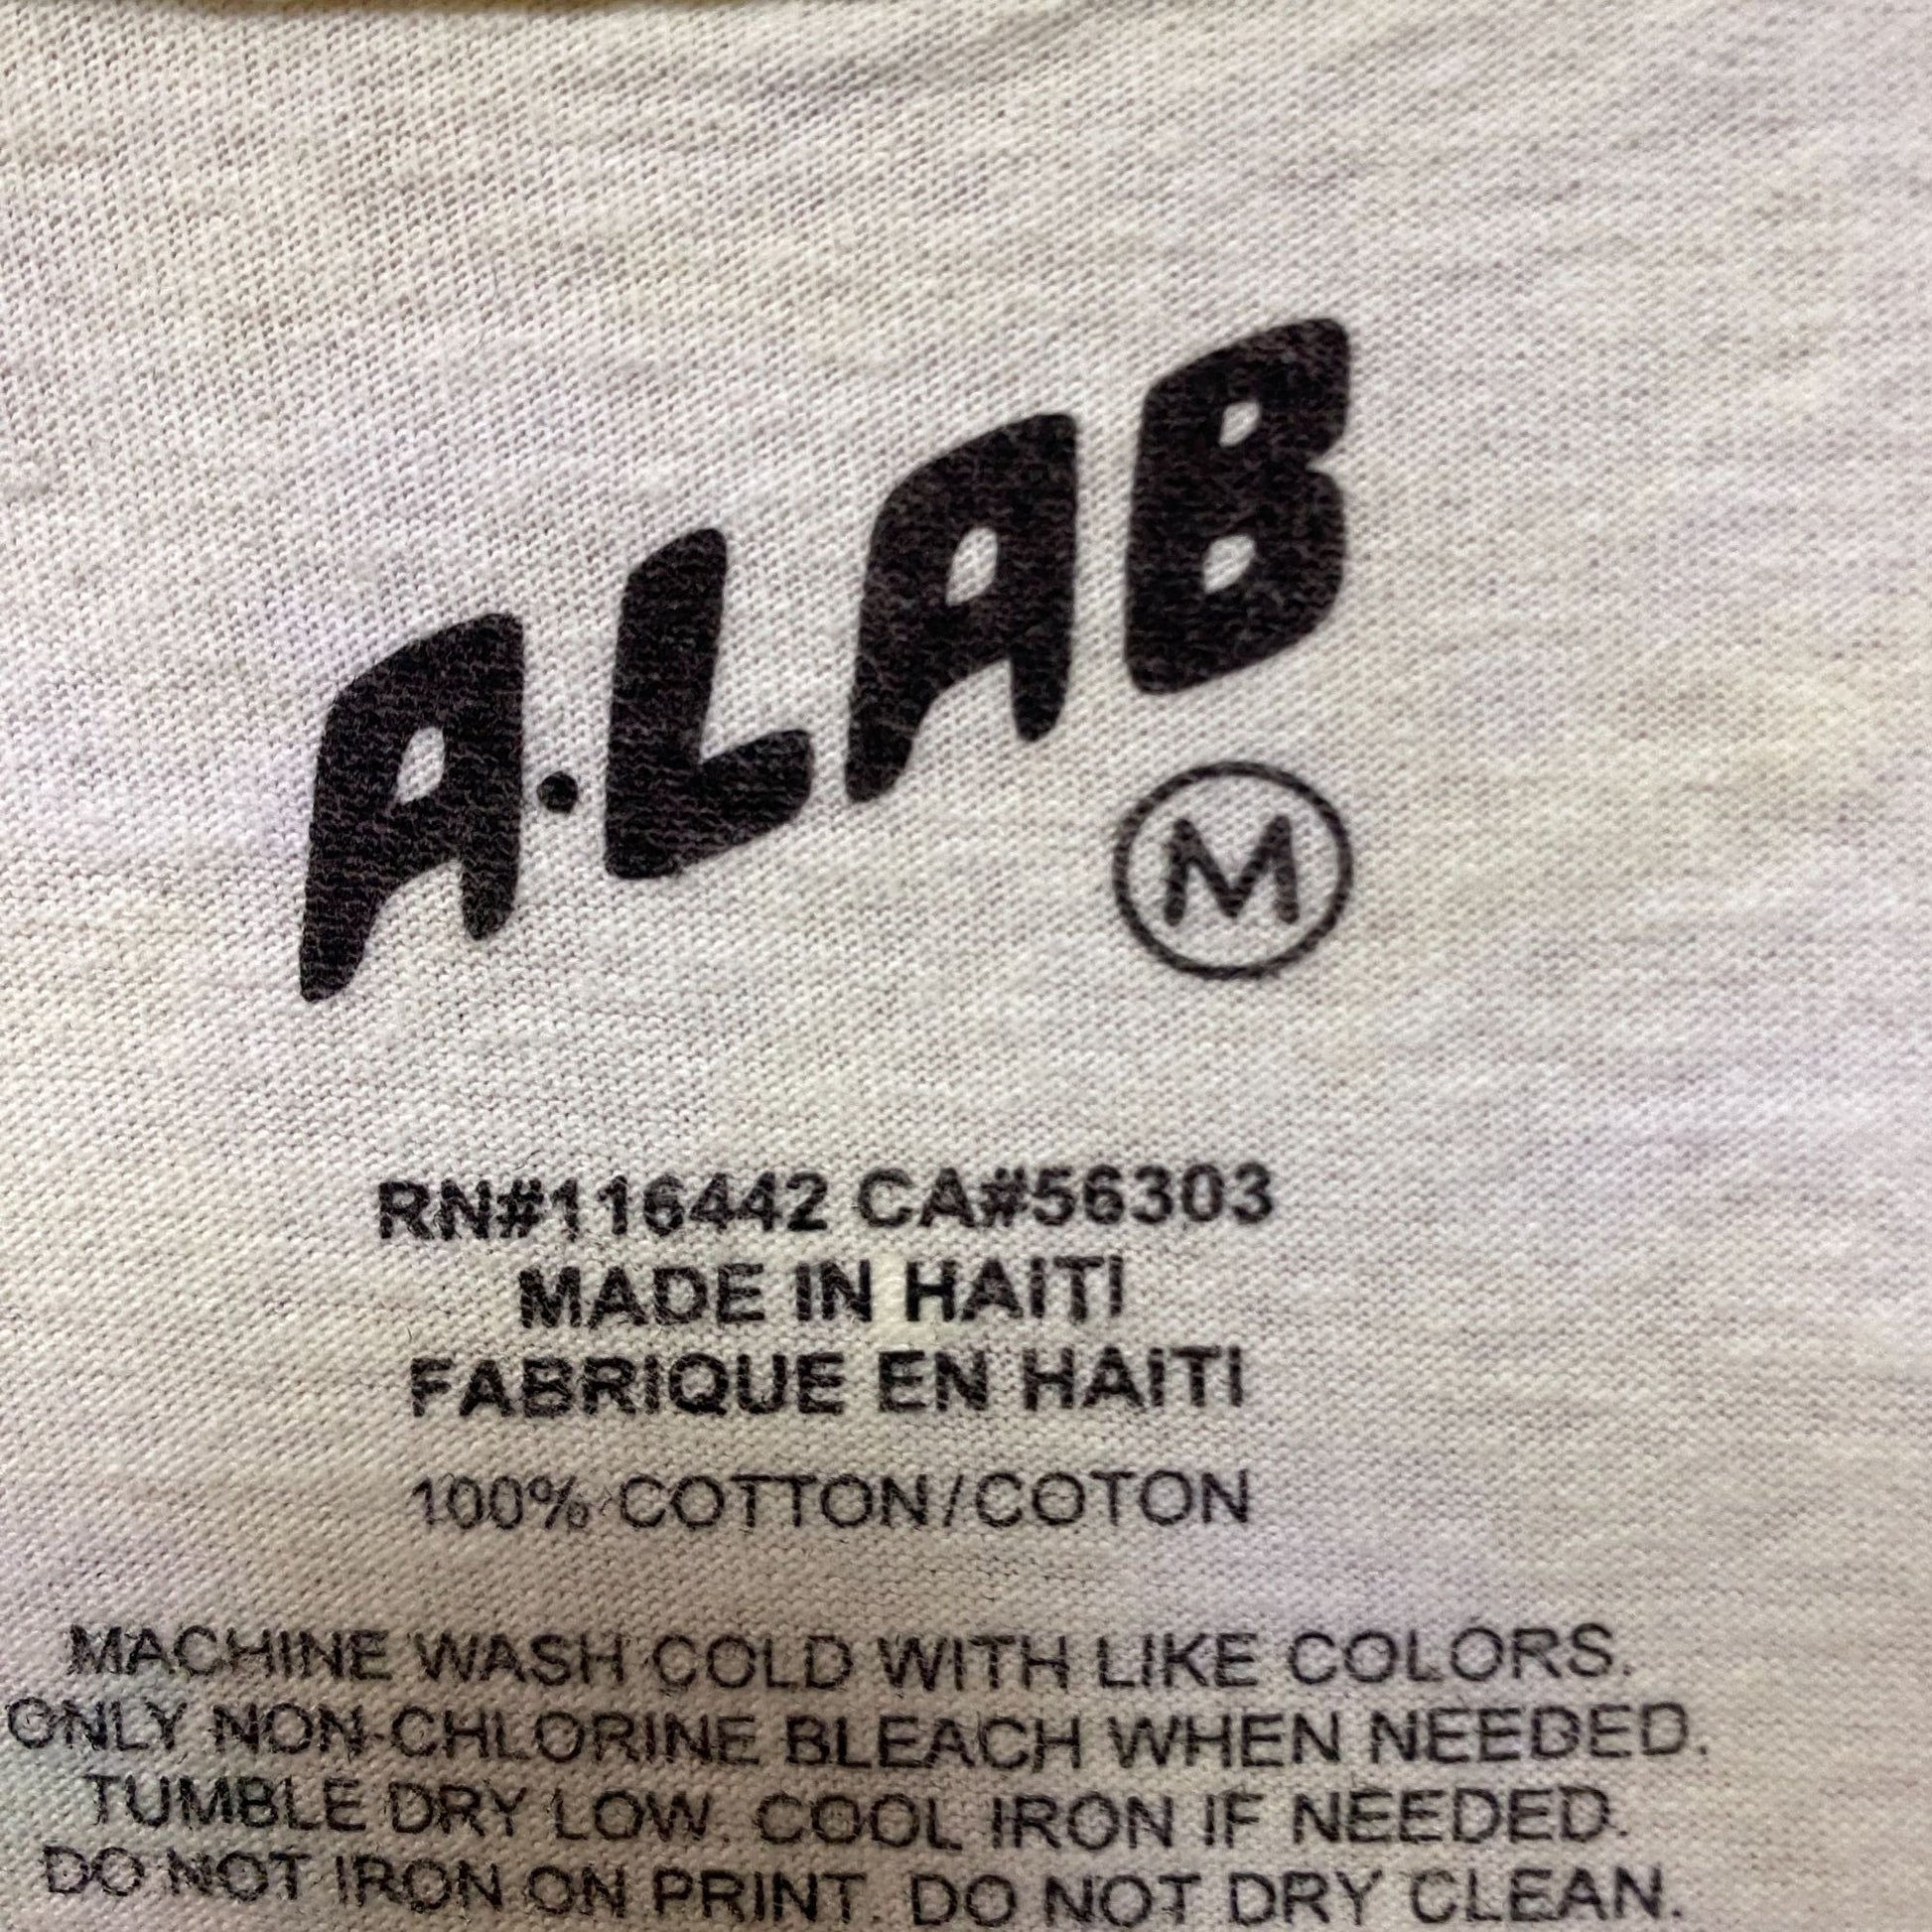 A.LAB
M
RN#116442 CA#56303
MADE IN HAITI
FABRIQUE EN HAITI
100% COTTON/COTON
MACHINE WASH COLD WITH LIKE COLORS.
ONLY NON-CHLORINE BLEACH WHEN NEEDED.
TUMBLE DRY LOW. COOL IRON IF NEEDED.
DO NOT IRON ON PRINT. DO NOT DRY CLEAN.